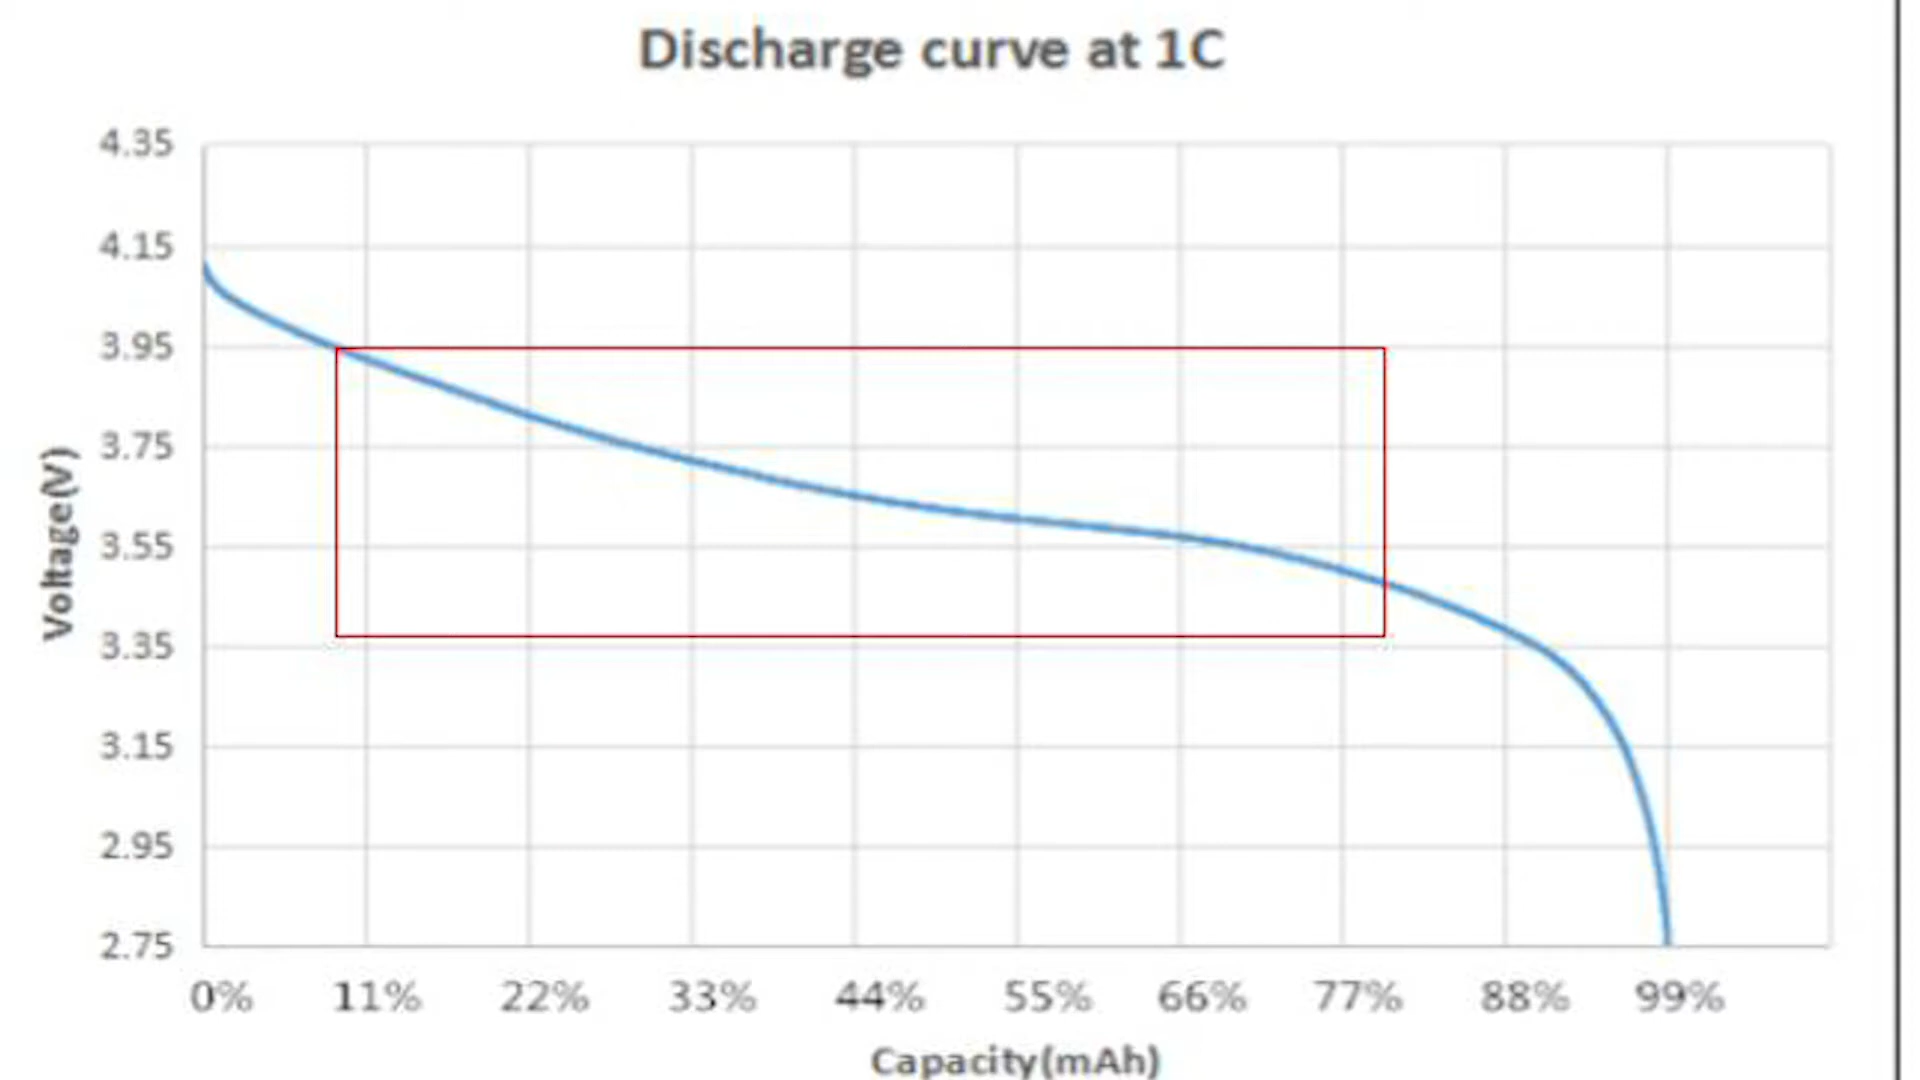 Discharge curve at 1C
4.35
4.15
3.95
3.75
3.55
3.35
3.15
2.95
2.75
Voltage(V)
0% 11% 22% 33% 44% 55% 66% 77% 88% 99%
Capacity(mAh)